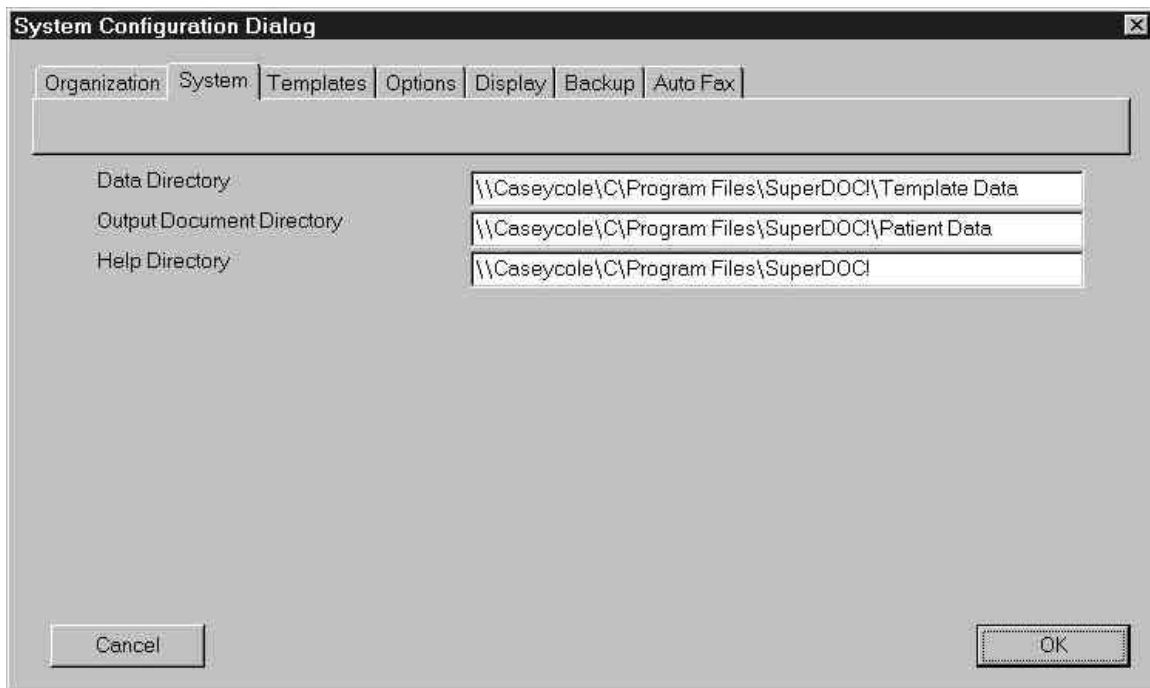 System Configuration Dialog
Organization System Templates Options Display Backup Auto Fax
Data Directory \\Caseycole\C\Program Files\SuperDOC!\Template Data
Output Document Directory \\Caseycole\C\Program Files\SuperDOC!\Patient Data
Help Directory \\Caseycole\C\Program Files\SuperDOC!
Cancel OK